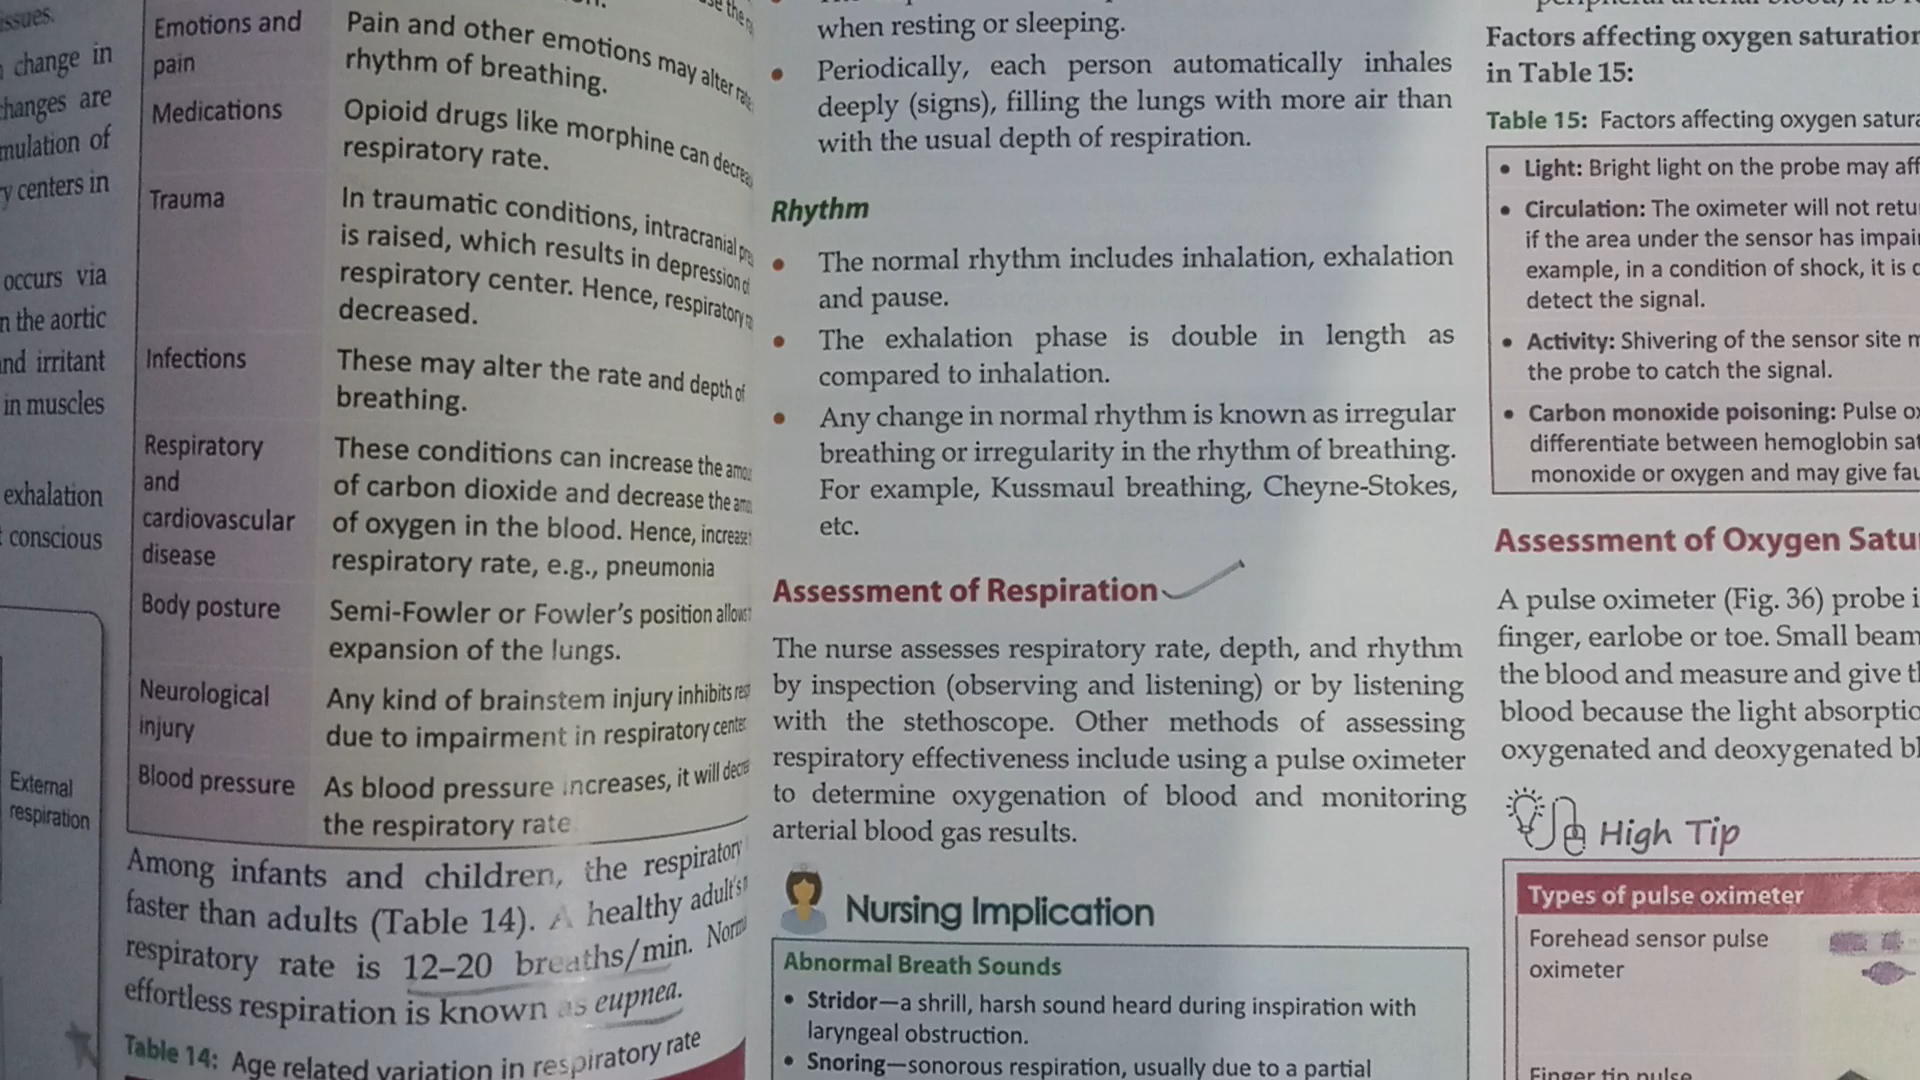 issues.
change in
changes are
mulation of
y centers in
occurs via
n the aortic
nd irritant
in muscles
exhalation
conscious
External
respiration
Emotions and
pain
Pain and other emotions may alter
rhythm of breathing.
Medications
Opioid drugs like morphine can
respiratory rate.
Trauma
In traumatic conditions, intracranial
is raised, which results in depression
respiratory center. Hence, respiratory
decreased.
Infections
These may alter the rate and depth of
breathing.
Respiratory
and
cardiovascular
disease
These conditions can increase the
of carbon dioxide and decrease the
of oxygen in the blood. Hence,
respiratory rate, e.g., pneumonia
Body posture
Semi-Fowler or Fowler's position
expansion of the lungs.
Neurological
injury
Any kind of brainstem injury inhibits
due to impairment in respiratory
Blood pressure
As blood pressure increases, it will
the respiratory rate
Among infants and children, the respiratory
faster than adults (Table 14). A healthy adult's
respiratory rate is 12–20 breaths/min.
effortless respiration is known as eupnea.
Table 14: Age related variation in respiratory rate
when resting or sleeping.
• Periodically, each person automatically inhales
deeply (signs), filling the lungs with more air than
with the usual depth of respiration.
Rhythm
• The normal rhythm includes inhalation, exhalation
and pause.
• The exhalation phase is double in length as
compared to inhalation.
• Any change in normal rhythm is known as irregular
breathing or irregularity in the rhythm of breathing.
For example, Kussmaul breathing, Cheyne-Stokes,
etc.
Assessment of Respiration
The nurse assesses respiratory rate, depth, and rhythm
by inspection (observing and listening) or by listening
with the stethoscope. Other methods of assessing
respiratory effectiveness include using a pulse oximeter
to determine oxygenation of blood and monitoring
arterial blood gas results.
Nursing Implication
Abnormal Breath Sounds
• Stridor—a shrill, harsh sound heard during inspiration with
laryngeal obstruction.
• Snoring—sonorous respiration, usually due to a partial
Factors affecting oxygen saturation
in Table 15:
Table 15: Factors affecting oxygen satura
• Light: Bright light on the probe may aff
• Circulation: The oximeter will not retu
if the area under the sensor has impai
example, in a condition of shock, it is
detect the signal.
• Activity: Shivering of the sensor site
the probe to catch the signal.
• Carbon monoxide poisoning: Pulse ox
differentiate between hemoglobin sat
monoxide or oxygen and may give fau
Assessment of Oxygen Satu
A pulse oximeter (Fig. 36) probe i
finger, earlobe or toe. Small beam
the blood and measure and give
blood because the light absorptio
oxygenated and deoxygenated bl
High Tip
Types of pulse oximeter
Forehead sensor pulse
oximeter
Finger tip pulse